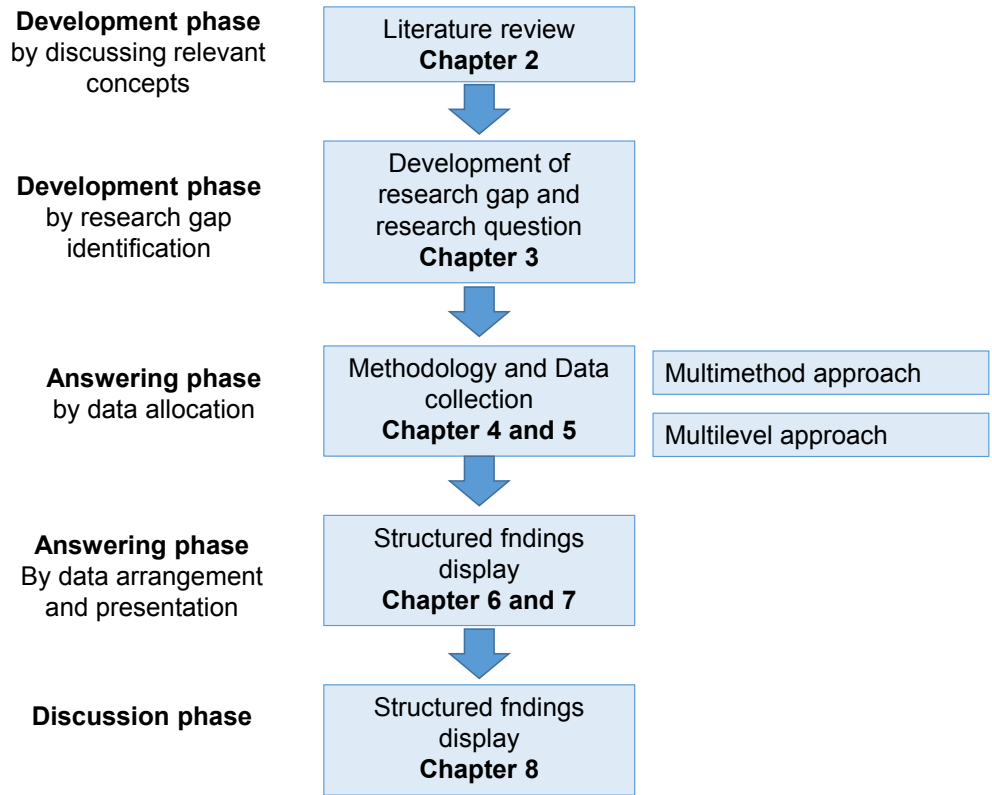 Development phase
by discussing relevant
concepts
Literature review
Chapter 2
Development phase
by research gap
identification
Development of
research gap and
research question
Chapter 3
Answering phase
by data allocation
Methodology and Data
collection
Chapter 4 and 5
Multimethod approach
Multilevel approach
Answering phase
By data arrangement
and presentation
Structured fndings
display
Chapter 6 and 7
Discussion phase
Structured fndings
display
Chapter 8